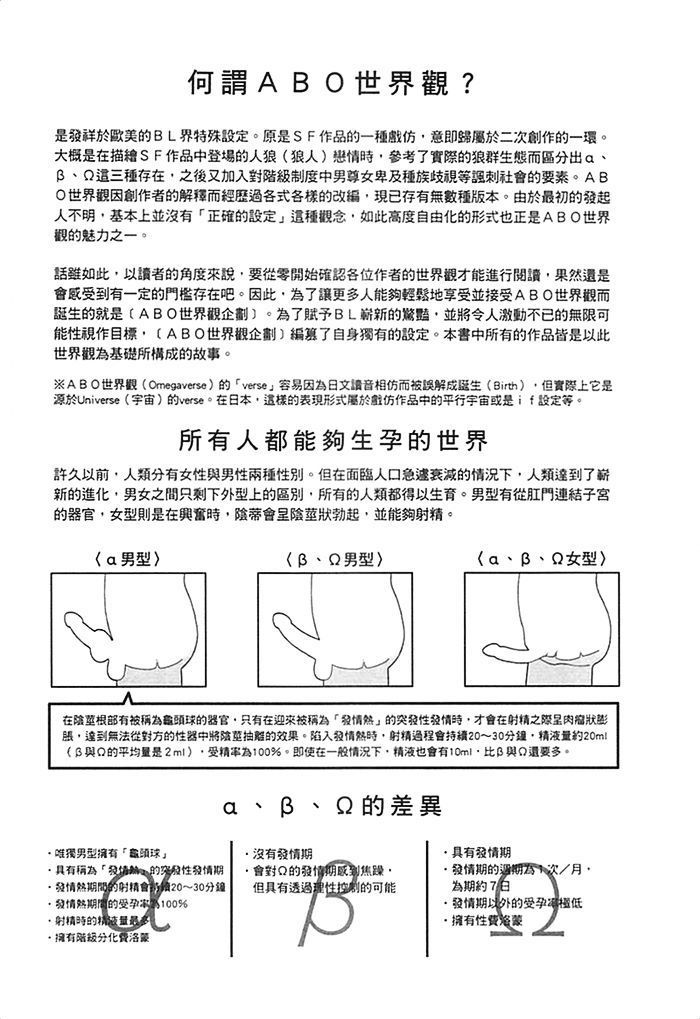 何謂ＡＢＯ世界觀？
是發祥於歐美的ＢＬ界特殊設定。原是ＳＦ作品的一種戲仿，意即歸屬於二次創作的一環。
大概是在描繪ＳＦ作品中登場的人狼（狼人）戀情時，參考了實際的狼群生態而區分出α、
β、Ω這三種存在，之後又加入對階級制度中男尊女卑及種族歧視等諷刺社會的要素。ＡＢ
Ｏ世界觀因創作者的解釋而經歷過各式各樣的改編，現已存有無數種版本。由於最初的發起
人不明，基本上並沒有「正確的設定」這種觀念，如此高度自由化的形式也正是ＡＢＯ世界
觀的魅力之一。
話雖如此，以讀者的角度來說，要從零開始確認各位作者的世界觀才能進行閱讀，果然還是
會感受到有一定的門檻存在吧。因此，為了讓更多人能夠輕鬆地享受並接受ＡＢＯ世界觀而
誕生的就是〔ＡＢＯ世界觀企劃〕。為了賦予ＢＬ嶄新的驚豔，並將令人激動不已的無限可
能性視作目標，〔ＡＢＯ世界觀企劃〕編纂了自身獨有的設定。本書中所有的作品皆是以此
世界觀為基礎所構成的故事。
※ＡＢＯ世界觀（Omegaverse）的「verse」容易因為日文讀音相仿而被誤解成誕生（Birth），但實際上它是
源於Universe（宇宙）的verse。在日本，這樣的表現形式屬於戲仿作品中的平行宇宙或是ｉｆ設定等。
所有人都能夠生孕的世界
許久以前，人類分有女性與男性兩種性別。但在面臨人口急遽衰減的情況下，人類達到了嶄
新的進化，男女之間只剩下外型上的區別，所有的人類都得以生育。男型有從肛門連結子宮
的器官，女型則是在興奮時，陰蒂會呈陰莖狀勃起，並能夠射精。
〈α男型〉
〈β、Ω男型〉
〈α、β、Ω女型〉
在陰莖根部有被稱為龜頭球的器官，只有在迎來被稱為「發情熱」的突發性發情時，才會在射精之際呈肉瘤狀膨
脹，達到無法從對方的性器中將陰莖抽離的效果。陷入發情熱時，射精過程會持續20～30分鐘，精液量約20ml
（β與Ω的平均量是２ml），受精率為100%。即使在一般情況下，精液也會有10ml，比β與Ω還要多。
α、β、Ω的差異
・唯獨男型擁有「龜頭球」
・具有稱為「發情熱」的突發性發情期
・發情熱期間的射精會持續20～30分鐘
・發情熱期間的受孕率為100%
・射精時的精液量最多
・擁有階級分化費洛蒙
α
・沒有發情期
・會對Ω的發情期感到焦躁，
但具有透過理性控制的可能
β
・具有發情期
・發情期的週期為１次／月，
為期約７日
・發情期以外的受孕率極低
・擁有性費洛蒙
Ω